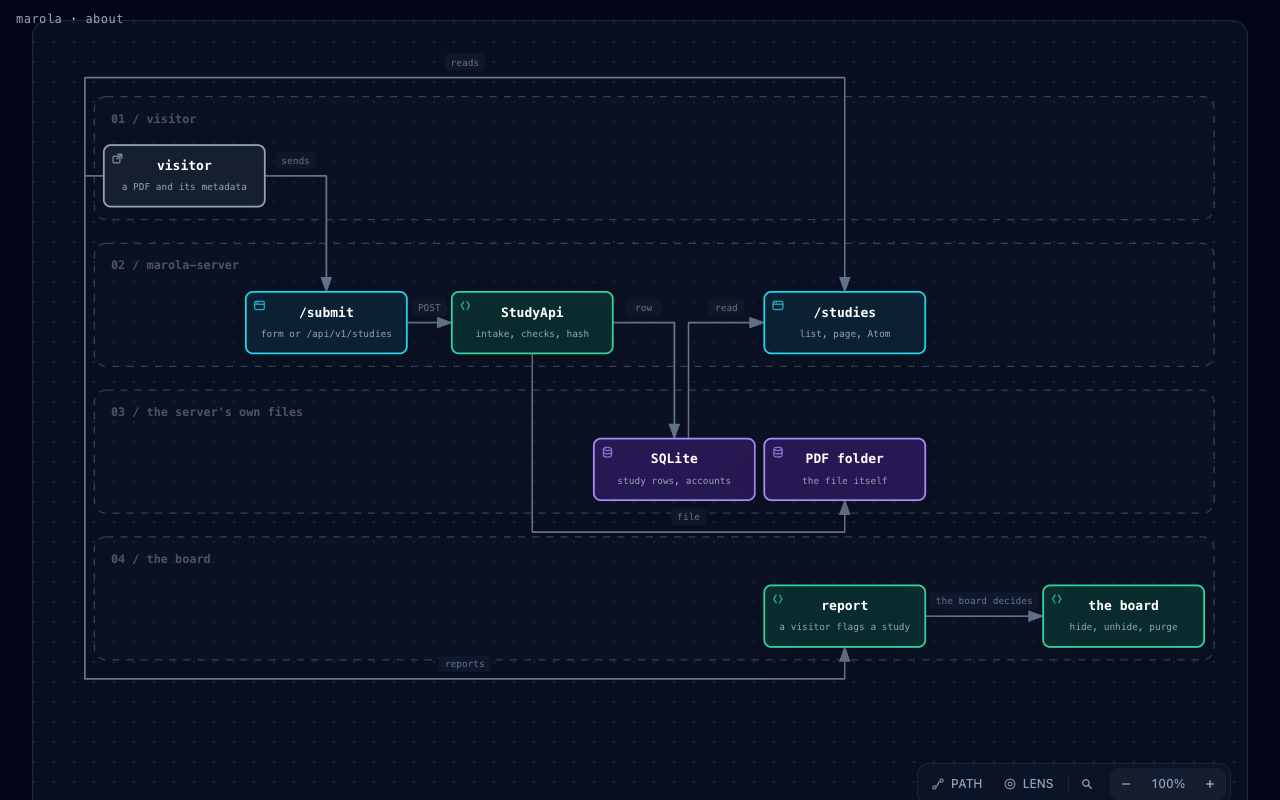 marola · about
reads
01 / visitor
visitor
a PDF and its metadata
sends
02 / marola-server
/submit
form or /api/v1/studies
POST
StudyApi
intake, checks, hash
row
read
/studies
list, page, Atom
03 / the server's own files
SQLite
study rows, accounts
PDF folder
the file itself
file
04 / the board
report
a visitor flags a study
the board decides
the board
hide, unhide, purge
reports
PATH
LENS
− 100% +